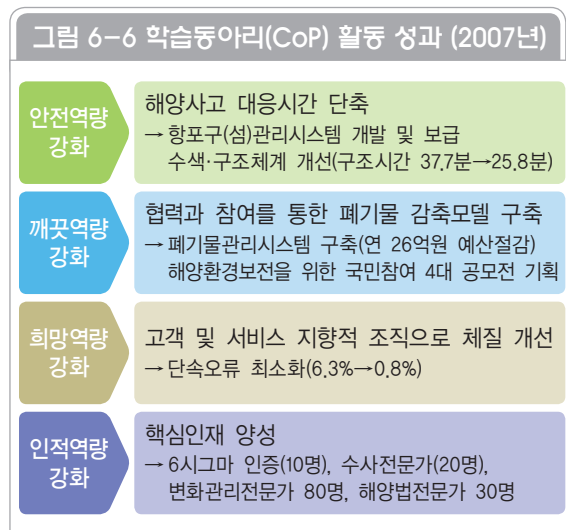 그림 6-6 학습동아리(CoP) 활동 성과 (2007년)
안전역량
강화
해양사고 대응시간 단축
→ 항포구(섬)관리시스템 개발 및 보급
수색·구조체계 개선(구조시간 37.7분→25.8분)
깨끗역량
강화
협력과 참여를 통한 폐기물 감축모델 구축
→ 폐기물관리시스템 구축(연 26억원 예산절감)
해양환경보전을 위한 국민참여 4대 공모전 기획
희망역량
강화
고객 및 서비스 지향적 조직으로 체질 개선
→ 단속오류 최소화(6.3%→0.8%)
인적역량
강화
핵심인재 양성
→ 6시그마 인증(10명), 수사전문가(20명),
변화관리전문가 80명, 해양법전문가 30명